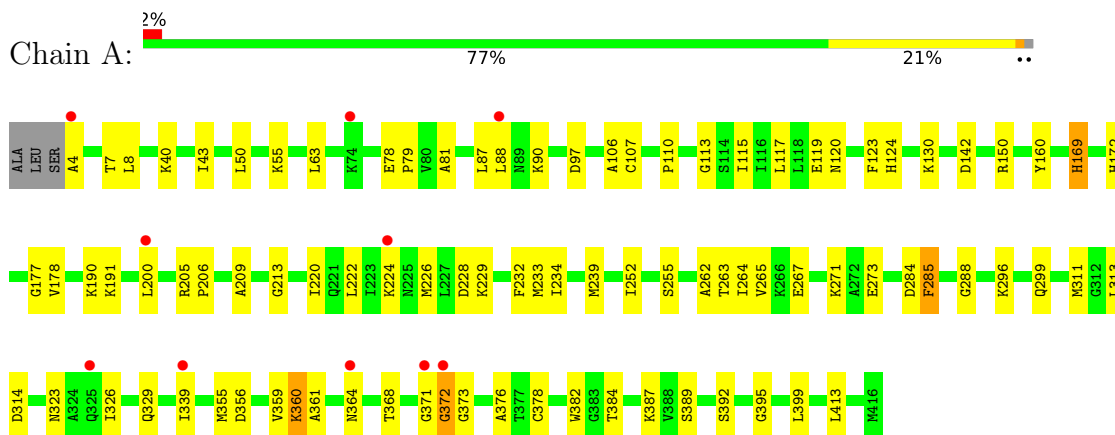 2%
Chain A:
77% 21% ••
ALA LEU SER A4 T7 L8 K40 I43 L50 K55 L63 K74 E78 P79 V80 A81 L87 L88 N89 K90 D97 A106 C107 P110 G113 S114 I115 I116 L117 L118 E119 N120 F123 H124 K130 D142 R150 Y160 H169 H172
G177 V178 K190 K191 L200 R205 P206 A209 G213 I220 Q221 L222 I223 K224 N225 M226 L227 D228 K229 F232 M233 I234 M239 I252 S255 A262 T263 I264 V265 K266 E267 K271 A272 E273 D284 F285 G288 K296 Q299 M311 G312 L313
D314 N323 A324 Q325 I326 Q329 I339 M355 D356 V359 K360 A361 N364 T368 G371 G372 G373 A376 T377 C378 W382 G383 T384 K387 V388 S389 S392 G395 L399 L413 M416